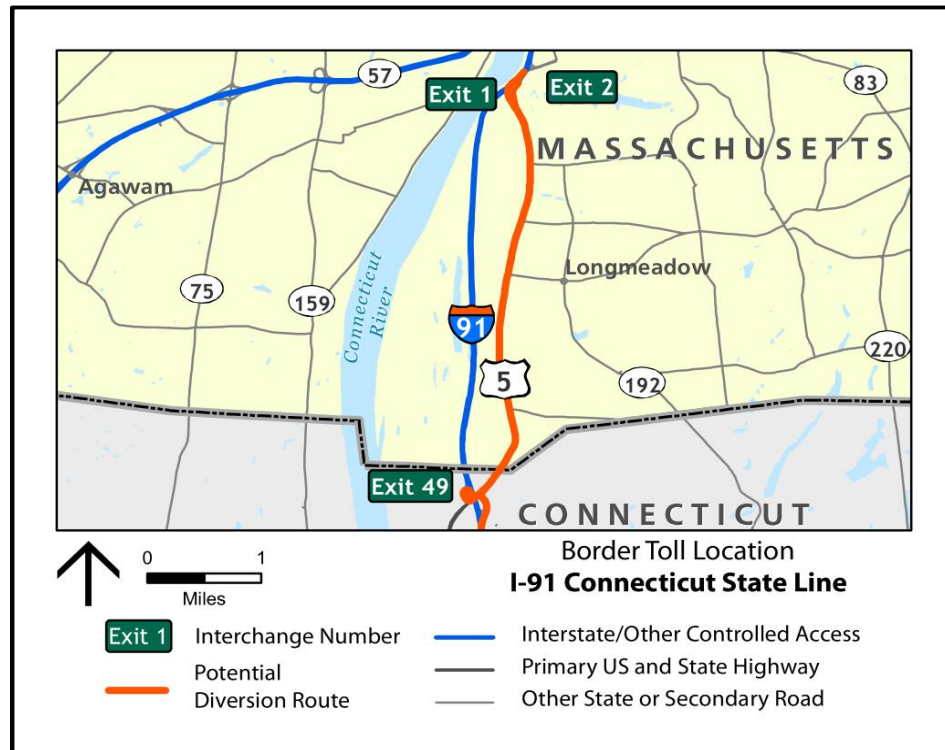 57
83
Exit 1
Exit 2
MASSACHUSETTS
Agawam
Longmeadow
Connecticut
River
75
159
91
5
220
192
Exit 49
CONNECTICUT
Border Toll Location
I-91 Connecticut State Line
0 1
Miles
Exit 1 Interchange Number
Potential
Diversion Route
Interstate/Other Controlled Access
Primary US and State Highway
Other State or Secondary Road